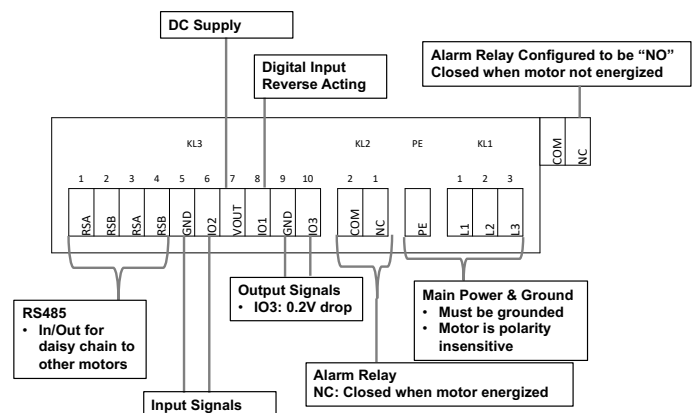 DC Supply
Digital Input
Reverse Acting
Alarm Relay Configured to be “NO”
Closed when motor not energized
KL3 KL2 PE KL1
COM
NC
1 2 3 4 5 6 7 8 9 10 2 1 1 2 3
RSA
RSB
RSA
RSB
GND
IO2
VOUT
IO1
GND
IO3
COM
NC
PE
L1
L2
L3
RS485
• In/Out for
daisy chain to
other motors
Output Signals
• IO3: 0.2V drop
Main Power & Ground
• Must be grounded
• Motor is polarity
insensitive
Alarm Relay
NC: Closed when motor energized
Input Signals